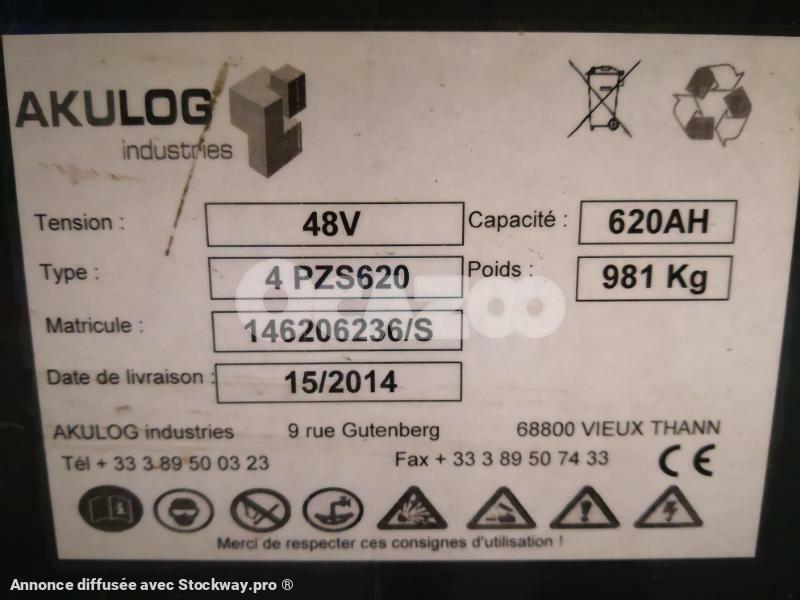 AKULOG
industries
Tension : 48V Capacité : 620AH
Type : 4 PZS620 Poids : 981 Kg
OCAZOO
Matricule : 146206236/S
Date de livraison : 15/2014
AKULOG industries 9 rue Gutenberg 68800 VIEUX THANN
Tél + 33 3 89 50 03 23 Fax + 33 3 89 50 74 33 CE
Merci de respecter ces consignes d'utilisation !
Annonce diffusée avec Stockway.pro ®